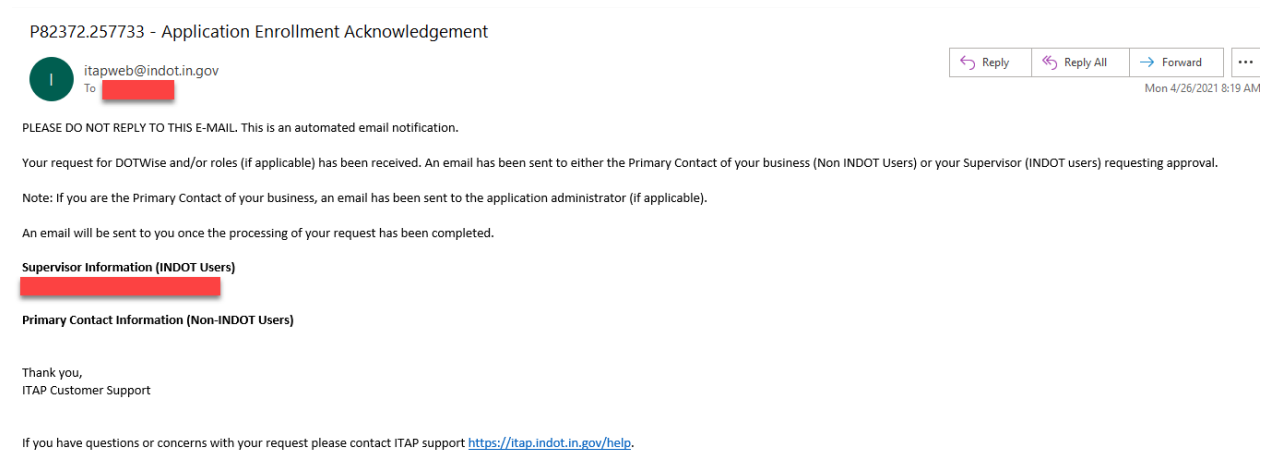 P82372.257733 - Application Enrollment Acknowledgement
I
itapweb@indot.in.gov
To
Reply
Reply All
Forward
...
Mon 4/26/2021 8:19 AM
PLEASE DO NOT REPLY TO THIS E-MAIL. This is an automated email notification.
Your request for DOTWise and/or roles (if applicable) has been received. An email has been sent to either the Primary Contact of your business (Non INDOT Users) or your Supervisor (INDOT users) requesting approval.
Note: If you are the Primary Contact of your business, an email has been sent to the application administrator (if applicable).
An email will be sent to you once the processing of your request has been completed.
Supervisor Information (INDOT Users)
Primary Contact Information (Non-INDOT Users)
Thank you,
ITAP Customer Support
If you have questions or concerns with your request please contact ITAP support https://itap.indot.in.gov/help.